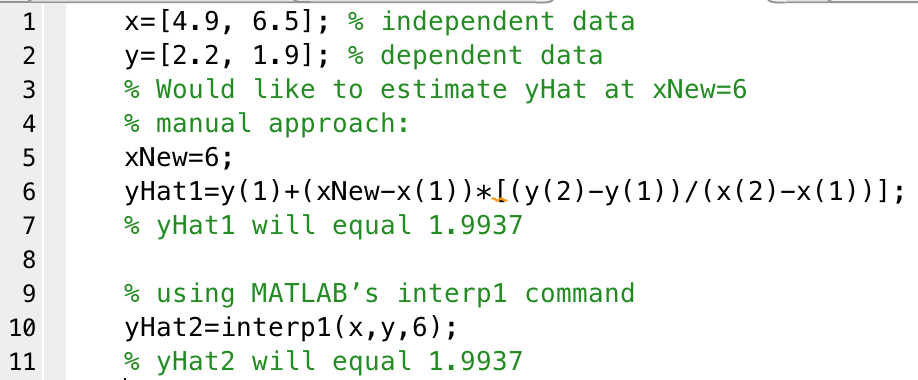 1 x=[4.9, 6.5]; % independent data
2 y=[2.2, 1.9]; % dependent data
3 % Would like to estimate yHat at xNew=6
4 % manual approach:
5 xNew=6;
6 yHat1=y(1)+(xNew-x(1))*[(y(2)-y(1))/(x(2)-x(1))];
7 % yHat1 will equal 1.9937
8
9 % using MATLAB’s interp1 command
10 yHat2=interp1(x,y,6);
11 % yHat2 will equal 1.9937